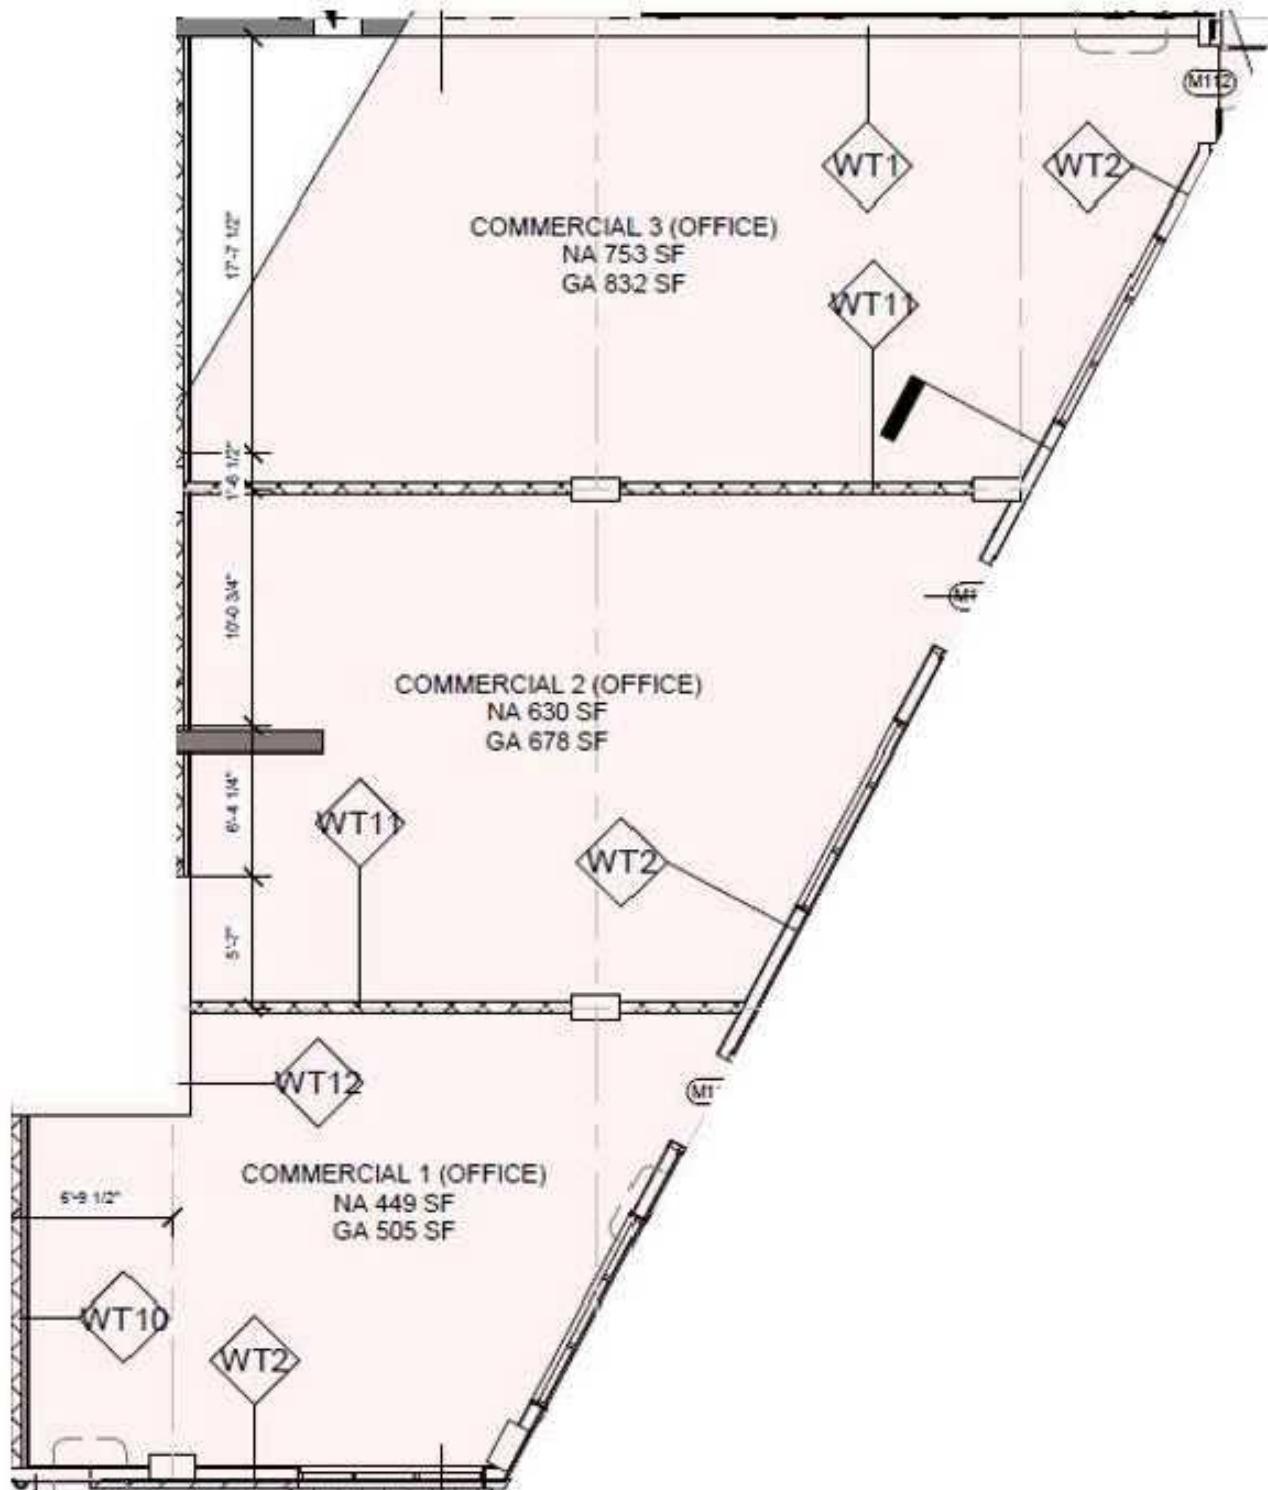 M112
WT1
WT2
COMMERCIAL 3 (OFFICE)
NA 753 SF
GA 832 SF
17'-7 1/2"
WT11
1'-6 1/2"
10'-0 3/4"
M1
COMMERCIAL 2 (OFFICE)
NA 630 SF
GA 678 SF
6'-4 1/4"
WT11
WT2
5'-7"
WT12
M1
COMMERCIAL 1 (OFFICE)
NA 449 SF
GA 505 SF
6'-9 1/2"
WT10
WT2